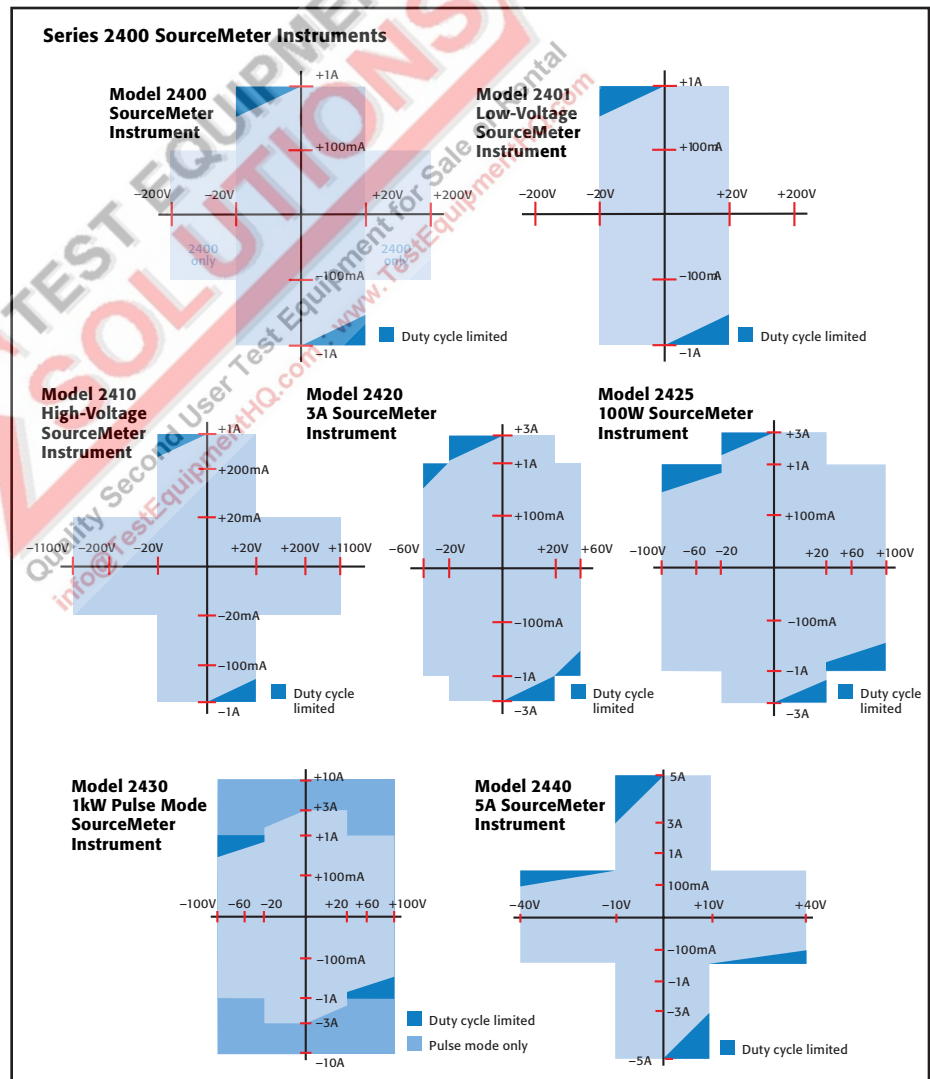 Series 2400 SourceMeter Instruments
Model 2400
SourceMeter
Instrument
+1A
+100mA
−200V
−20V
+20V
+200V
2400
only
2400
only
−100mA
−1A
Duty cycle limited
Model 2401
Low-Voltage
SourceMeter
Instrument
+1A
+100mA
−200V
−20V
+20V
+200V
−100mA
−1A
Duty cycle limited
Model 2410
High-Voltage
SourceMeter
Instrument
+1A
+200mA
+20mA
−1100V
−200V
−20V
+20V
+200V
+1100V
−20mA
−100mA
−1A
Duty cycle
limited
Model 2420
3A SourceMeter
Instrument
+3A
+1A
+100mA
−60V
−20V
+20V
+60V
−100mA
−1A
−3A
Duty cycle
limited
Model 2425
100W SourceMeter
Instrument
+3A
+1A
+100mA
−100V
−60
−20
+20
+60
+100V
−100mA
−1A
−3A
Duty cycle
limited
Model 2430
1kW Pulse Mode
SourceMeter
Instrument
+10A
+3A
+1A
+100mA
−100V
−60
−20
+20
+60
+100V
−100mA
−1A
−3A
−10A
Duty cycle limited
Pulse mode only
Model 2440
5A SourceMeter
Instrument
5A
3A
1A
100mA
−40V
−10V
+10V
+40V
−100mA
−1A
−3A
−5A
Duty cycle limited
TEST EQUIPMENT
SOLUTIONS
Quality Second User Test Equipment for Sale or Rental
info@TestEquipmentHQ.com : www.TestEquipmentHQ.com